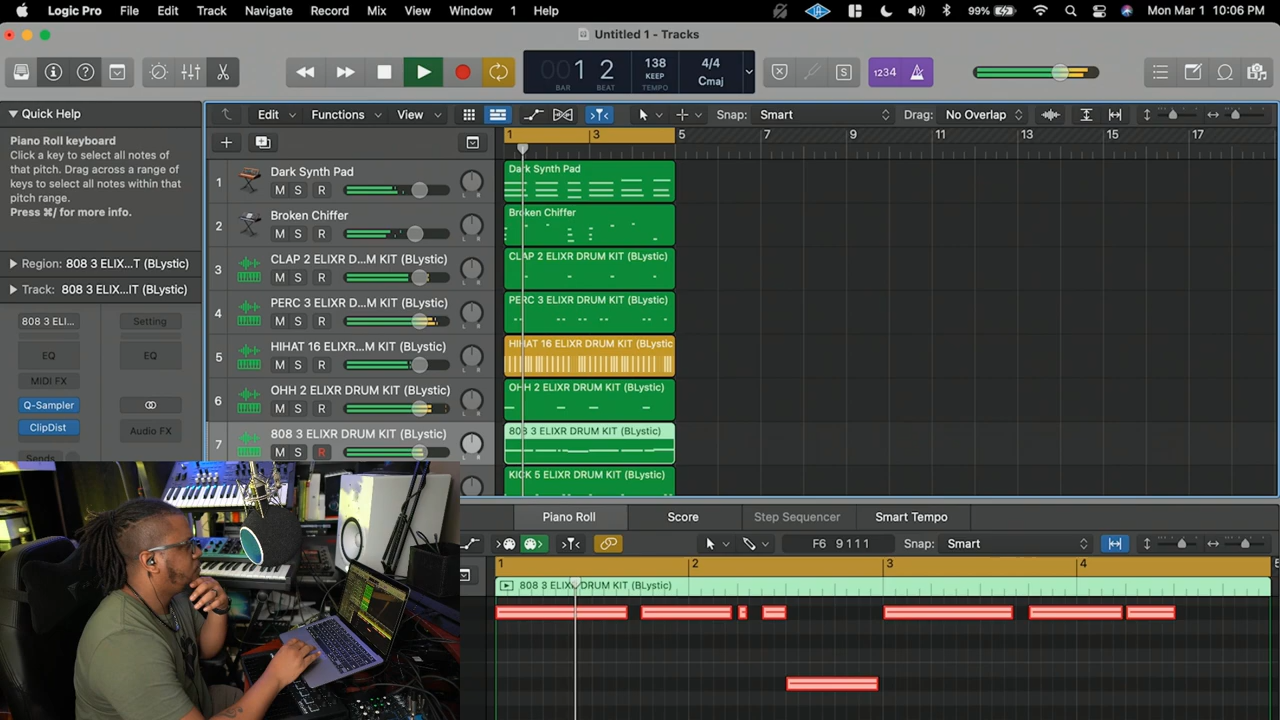 Logic Pro File Edit Track Navigate Record Mix View Window 1 Help 99% Mon Mar 1 10:06 PM
Untitled 1 - Tracks
001 2 138 4/4
KEEP Cmaj
BAR BEAT TEMPO
1234
Quick Help
Piano Roll keyboard
Click a key to select all notes of
that pitch. Drag across a range of
keys to select all notes within that
pitch range.
Press ⌘/ for more info.
Region: 808 3 ELIX...T (BLystic)
Track: 808 3 ELIX...IT (BLystic)
808 3 ELI... Setting
EQ EQ
MIDI FX
Q-Sampler
ClipDist Audio FX
Sends
Edit Functions View Snap: Smart Drag: No Overlap
1 3 5 7 9 11 13 15 17
1 Dark Synth Pad
M S R
Dark Synth Pad
2 Broken Chiffer
M S R
Broken Chiffer
3 CLAP 2 ELIXR D...M KIT (BLystic)
M S R
CLAP 2 ELIXR DRUM KIT (BLystic)
4 PERC 3 ELIXR D...M KIT (BLystic)
M S R
PERC 3 ELIXR DRUM KIT (BLystic)
5 HIHAT 16 ELIXR...M KIT (BLystic)
M S R
HIHAT 16 ELIXR DRUM KIT (BLystic
6 OHH 2 ELIXR DRUM KIT (BLystic)
M S R
OHH 2 ELIXR DRUM KIT (BLystic)
7 808 3 ELIXR DRUM KIT (BLystic)
M S R
808 3 ELIXR DRUM KIT (BLystic)
KICK 5 ELIXR DRUM KIT (BLystic)
Piano Roll Score Step Sequencer Smart Tempo
F6 9 1 1 1 Snap: Smart
1 2 3 4 5
808 3 ELIXR DRUM KIT (BLystic)